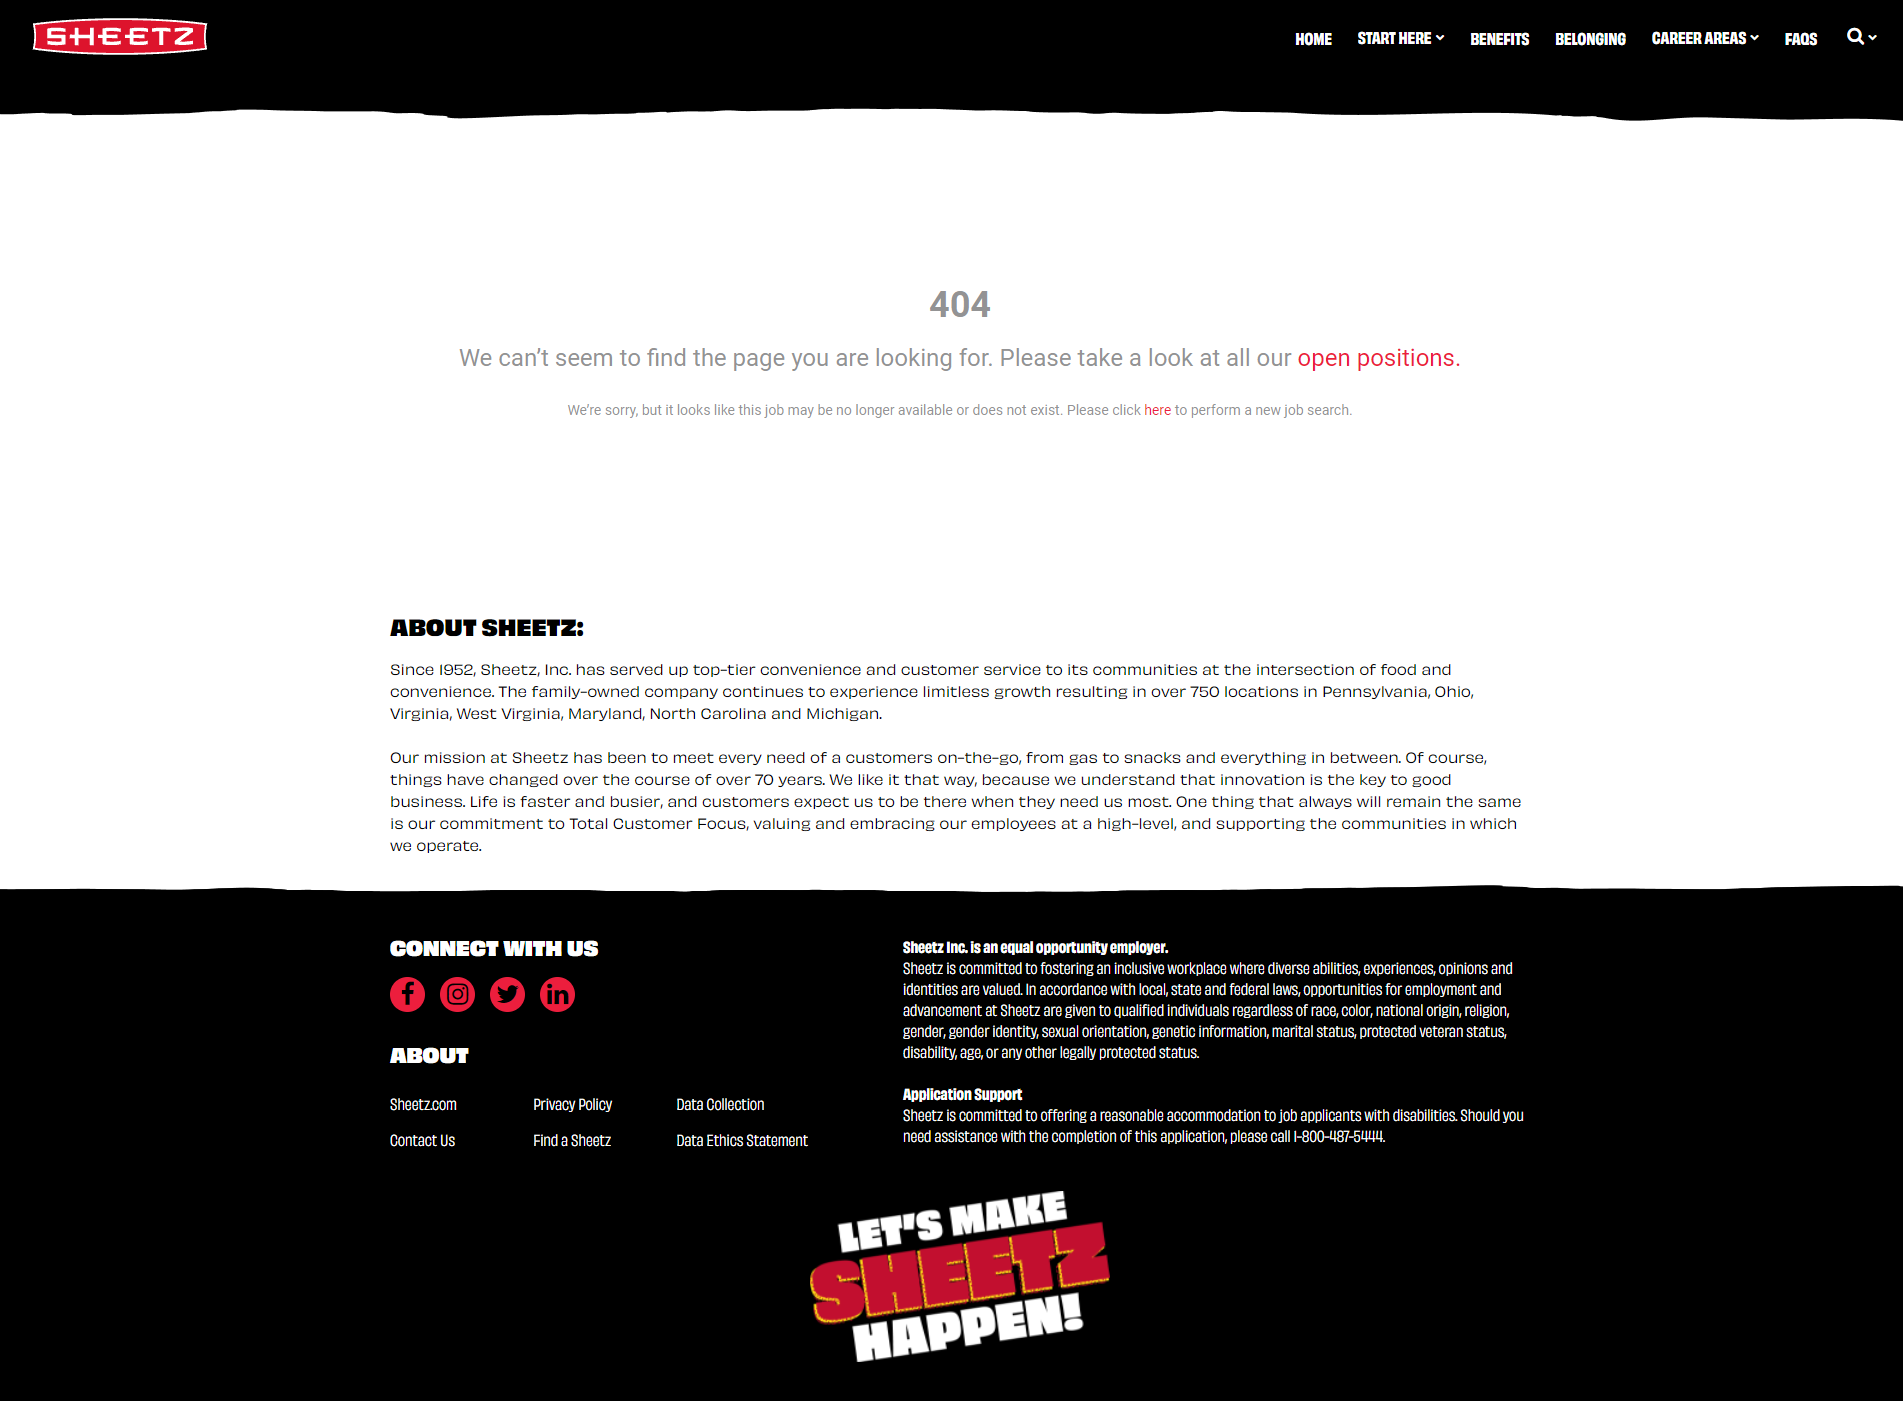 SHEETZ
HOME START HERE BENEFITS BELONGING CAREER AREAS FAQS
404
We can't seem to find the page you are looking for. Please take a look at all our open positions.
We're sorry, but it looks like this job may be no longer available or does not exist. Please click here to perform a new job search.
ABOUT SHEETZ:
Since 1952, Sheetz, Inc. has served up top-tier convenience and customer service to its communities at the intersection of food and
convenience. The family-owned company continues to experience limitless growth resulting in over 750 locations in Pennsylvania, Ohio,
Virginia, West Virginia, Maryland, North Carolina and Michigan.
Our mission at Sheetz has been to meet every need of a customers on-the-go, from gas to snacks and everything in between. Of course,
things have changed over the course of over 70 years. We like it that way, because we understand that innovation is the key to good
business. Life is faster and busier, and customers expect us to be there when they need us most. One thing that always will remain the same
is our commitment to Total Customer Focus, valuing and embracing our employees at a high-level, and supporting the communities in which
we operate.
CONNECT WITH US
ABOUT
Sheetz.com Privacy Policy Data Collection
Contact Us Find a Sheetz Data Ethics Statement
Sheetz Inc. is an equal opportunity employer.
Sheetz is committed to fostering an inclusive workplace where diverse abilities, experiences, opinions and
identities are valued. In accordance with local, state and federal laws, opportunities for employment and
advancement at Sheetz are given to qualified individuals regardless of race, color, national origin, religion,
gender, gender identity, sexual orientation, genetic information, marital status, protected veteran status,
disability, age, or any other legally protected status.
Application Support
Sheetz is committed to offering a reasonable accommodation to job applicants with disabilities. Should you
need assistance with the completion of this application, please call 1-800-487-5444.
LET'S MAKE
SHEETZ
HAPPEN!